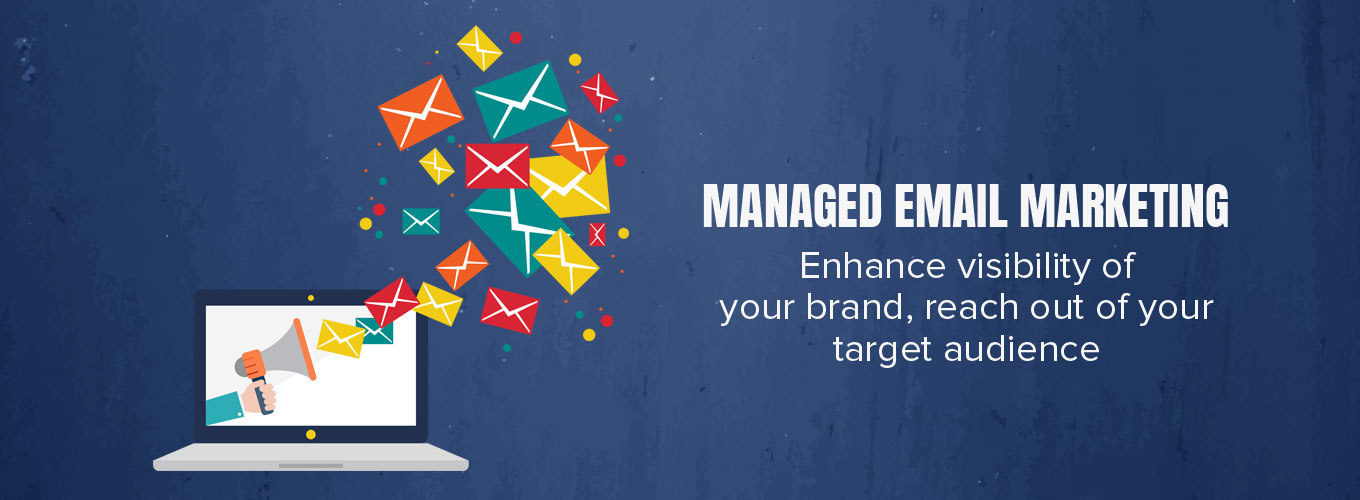 MANAGED EMAIL MARKETING
Enhance visibility of
your brand, reach out of your
target audience